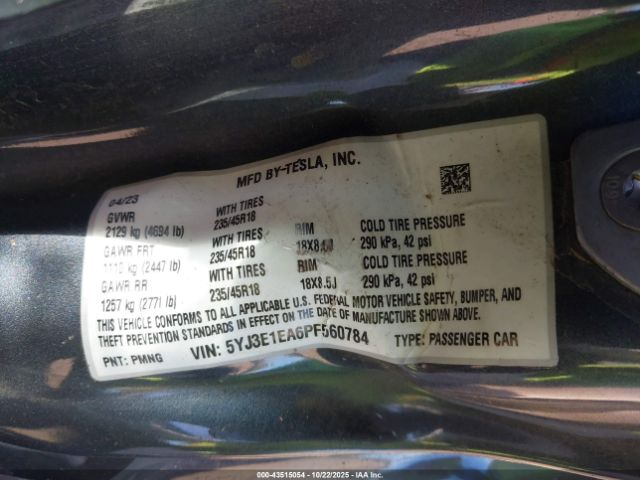 MFD BY-TESLA, INC.
04/23
GVWR
2129 kg (4694 lb)
WITH TIRES
235/45R18
GAWR FRT
1110 kg (2447 lb)
WITH TIRES
235/45R18
RIM
18X8.5J
COLD TIRE PRESSURE
290 kPa, 42 psi
GAWR RR
1257 kg (2771 lb)
WITH TIRES
235/45R18
RIM
18X8.5J
COLD TIRE PRESSURE
290 kPa, 42 psi
THIS VEHICLE CONFORMS TO ALL APPLICABLE U.S. FEDERAL MOTOR VEHICLE SAFETY, BUMPER, AND
THEFT PREVENTION STANDARDS IN EFFECT ON THE DATE OF MANUFACTURE SHOWN ABOVE.
PNT: PMNG
VIN: 5YJ3E1EA6PF560784
TYPE: PASSENGER CAR
000-43515054 | 10/22/2025 | IAAI.COM